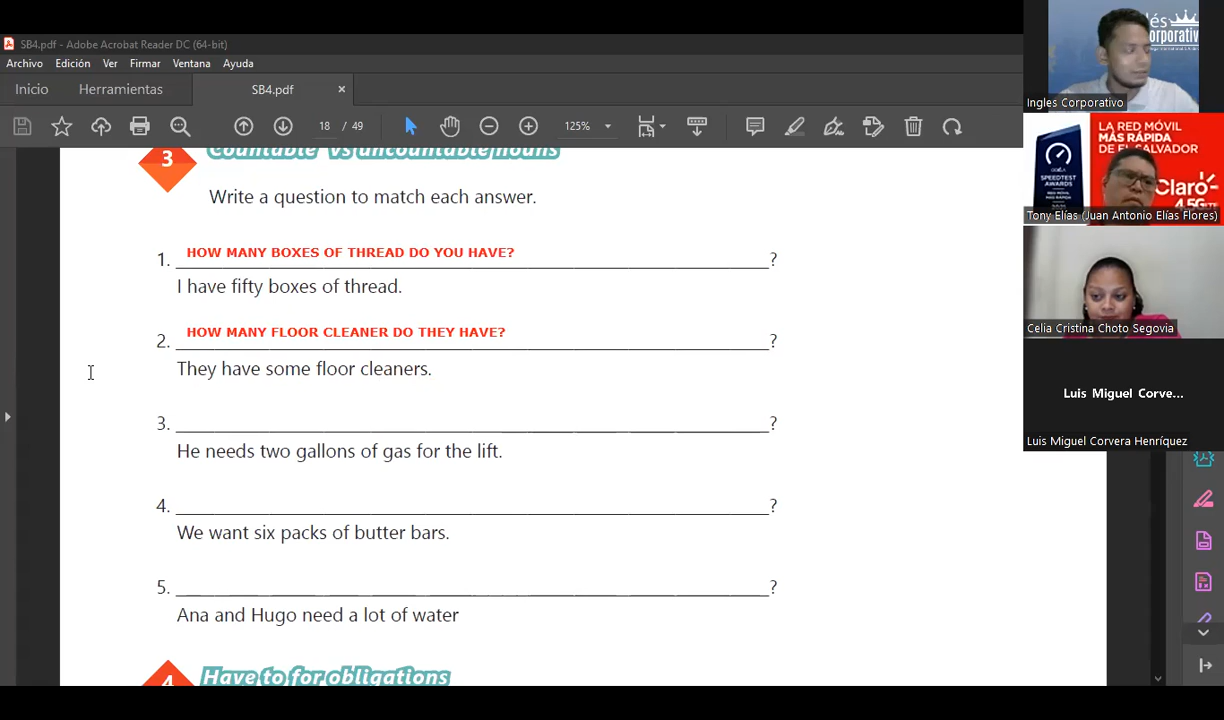 SB4.pdf - Adobe Acrobat Reader DC (64-bit)
Archivo Edición Ver Firmar Ventana Ayuda
Inicio Herramientas SB4.pdf ×
18 / 49 125%
3 Countable vs uncountable nouns
Write a question to match each answer.
1. HOW MANY BOXES OF THREAD DO YOU HAVE? ?
I have fifty boxes of thread.
2. HOW MANY FLOOR CLEANER DO THEY HAVE? ?
They have some floor cleaners.
3. ?
He needs two gallons of gas for the lift.
4. ?
We want six packs of butter bars.
5. ?
Ana and Hugo need a lot of water
4 Have to for obligations
Ingles Corporativo
LA RED MÓVIL
MÁS RÁPIDA
DE EL SALVADOR
SPEEDTEST
AWARDS
Claro
4.5G
Tony Elías (Juan Antonio Elías Flores)
Celia Cristina Choto Segovia
Luis Miguel Corve...
Luis Miguel Corvera Henríquez